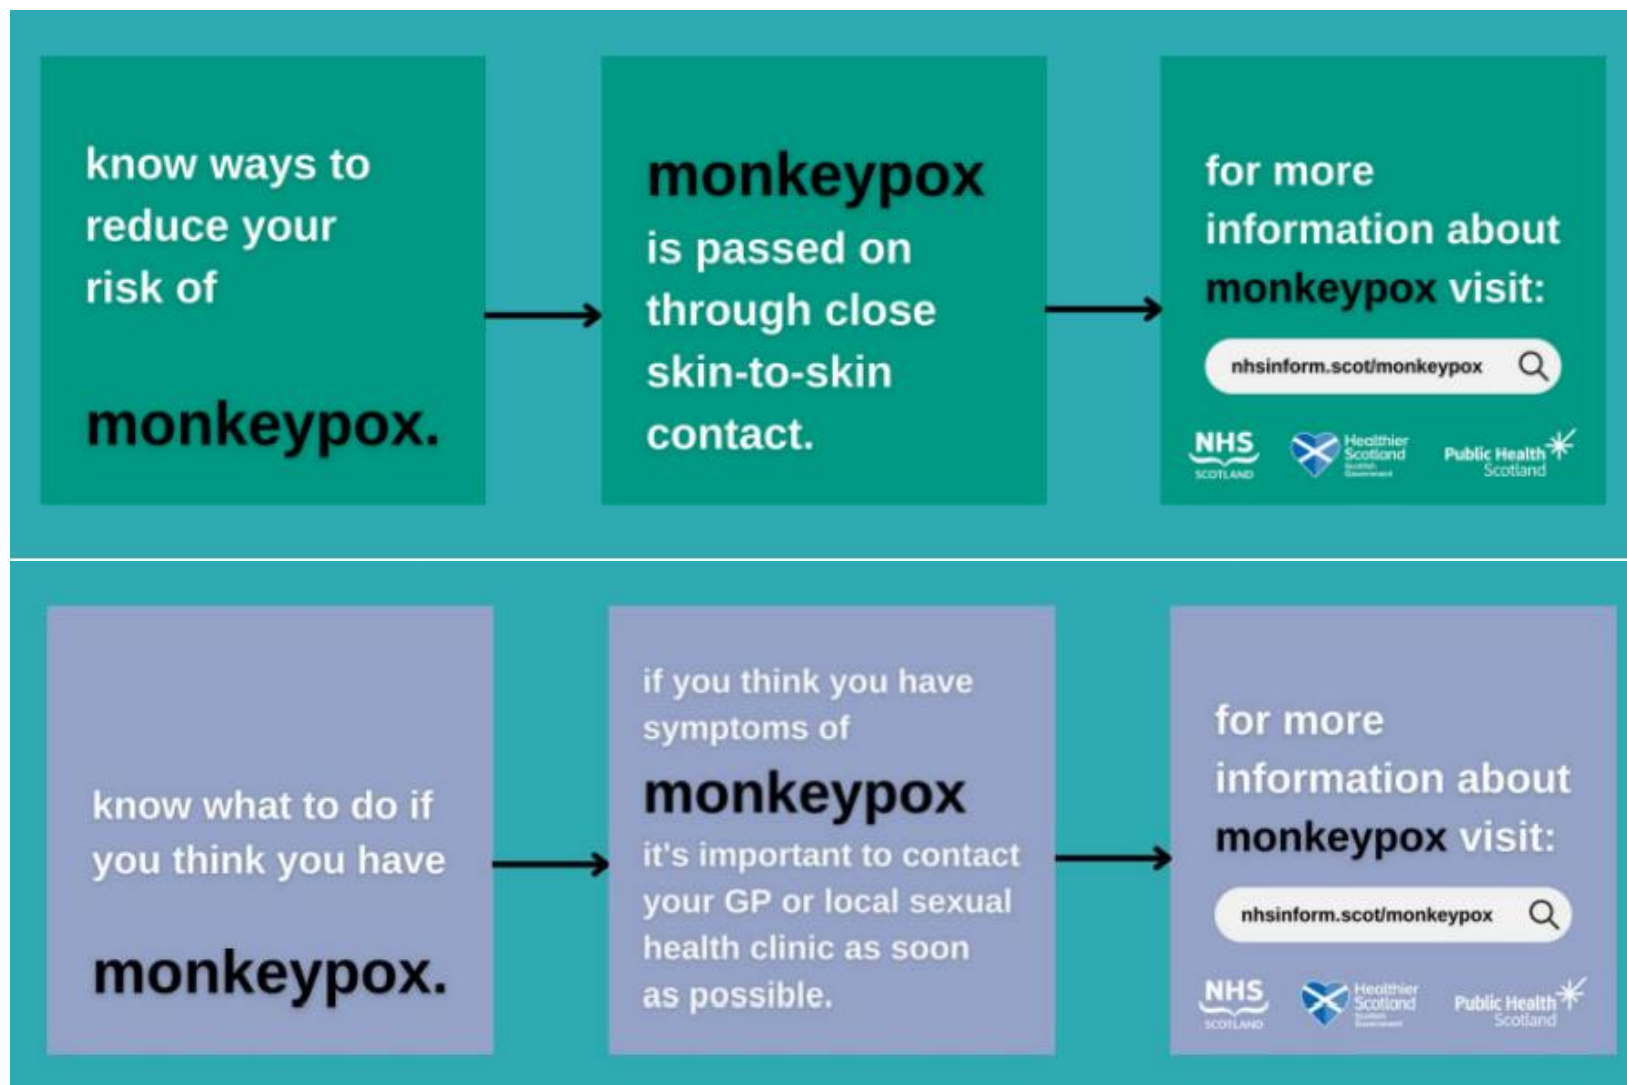 know ways to
reduce your
risk of
monkeypox.
monkeypox
is passed on
through close
skin-to-skin
contact.
for more
information about
monkeypox visit:
nhsinform.scot/monkeypox
NHS
SCOTLAND
Healthier
Scotland
Scottish
Government
Public Health
Scotland
know what to do if
you think you have
monkeypox.
if you think you have
symptoms of
monkeypox
it's important to contact
your GP or local sexual
health clinic as soon
as possible.
for more
information about
monkeypox visit:
nhsinform.scot/monkeypox
NHS
SCOTLAND
Healthier
Scotland
Scottish
Government
Public Health
Scotland